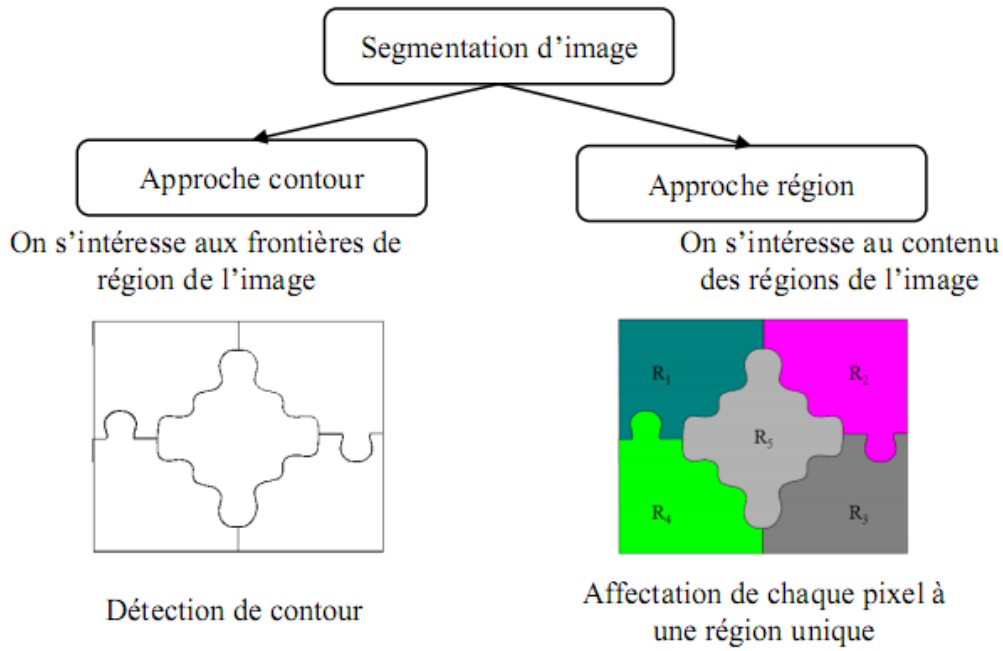 Segmentation d’image
Approche contour
Approche région
On s’intéresse aux frontières de
région de l’image
On s’intéresse au contenu
des régions de l’image
R₁
R₂
R₅
R₄
R₃
Détection de contour
Affectation de chaque pixel à
une région unique